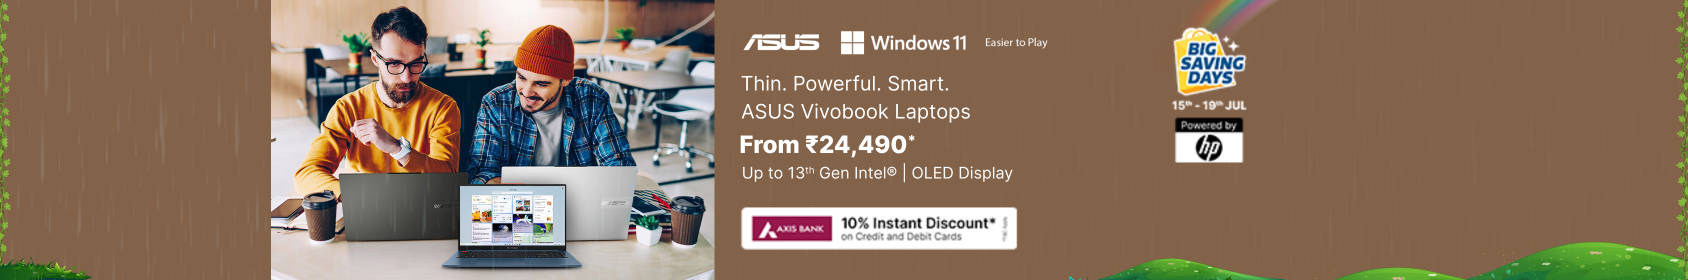 ASUS Windows 11 Easier to Play
Thin. Powerful. Smart.
ASUS Vivobook Laptops
From ₹24,490*
Up to 13th Gen Intel® | OLED Display
AXIS BANK 10% Instant Discount*
on Credit and Debit Cards
BIG
SAVING
DAYS
15th - 19th JUL
Powered by
hp